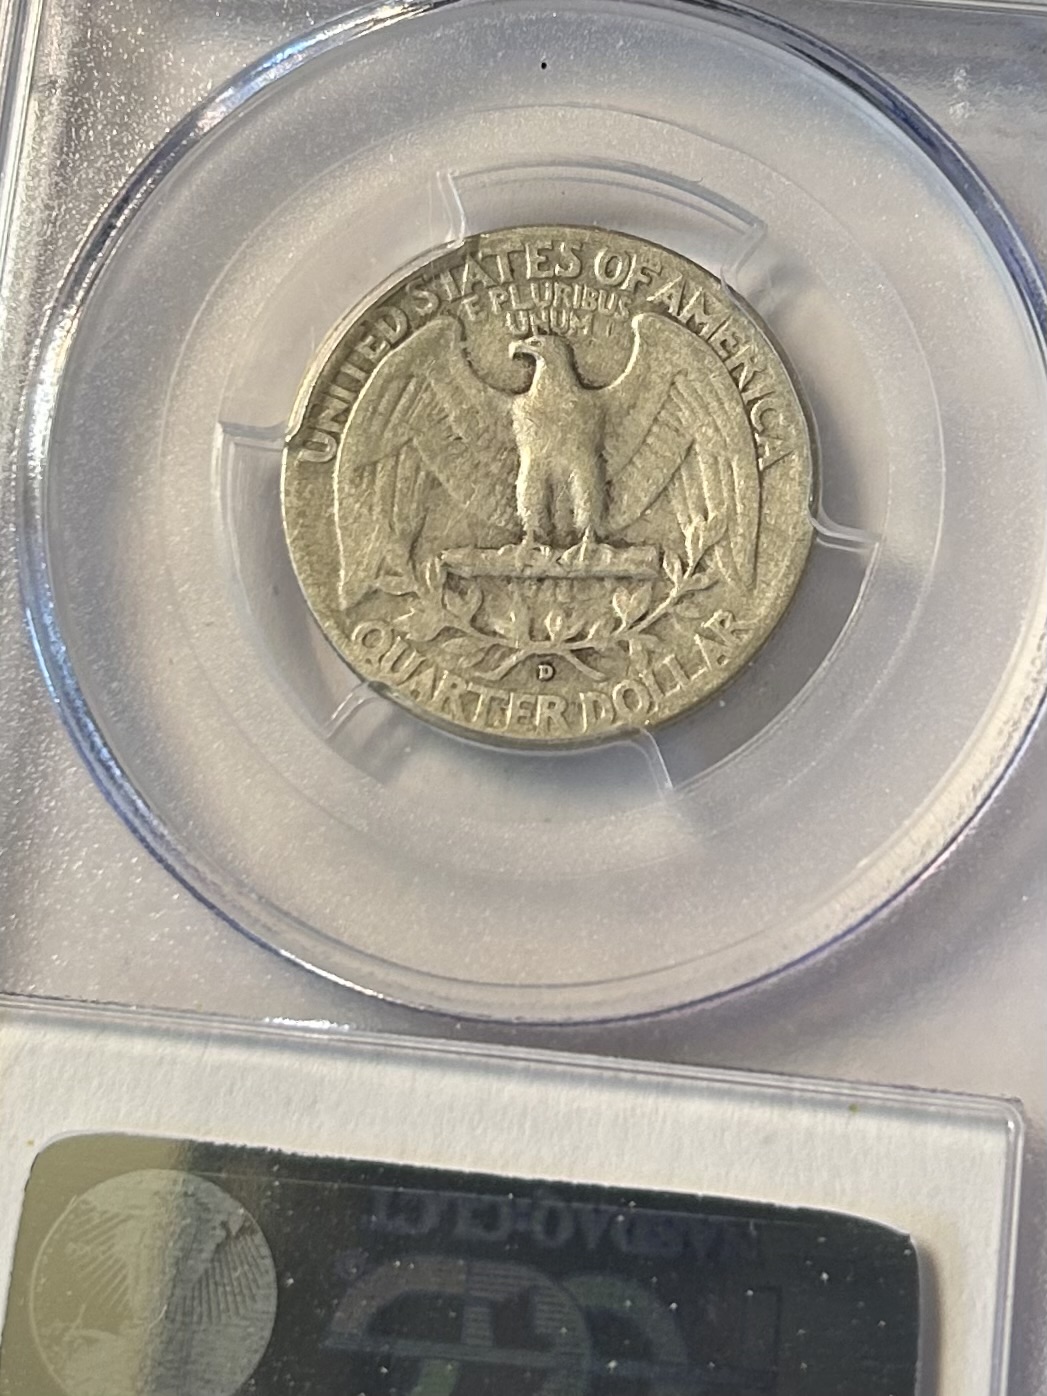 UNITED STATES OF AMERICA
E PLURIBUS
UNUM
D
QUARTER DOLLAR